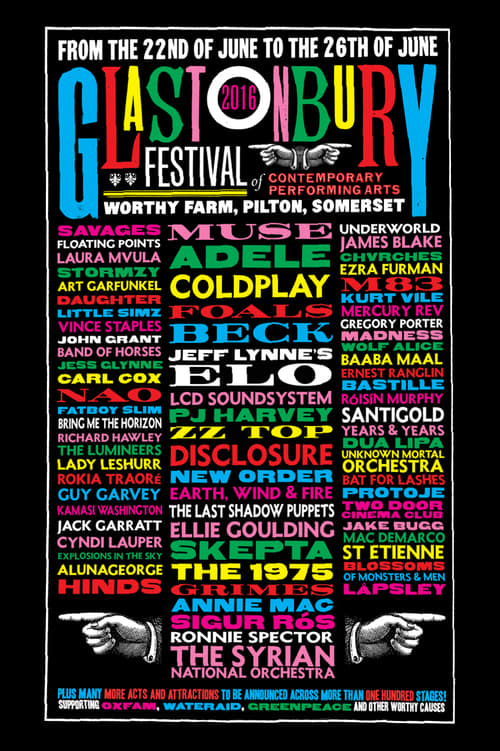 FROM THE 22ND OF JUNE TO THE 26TH OF JUNE
GLASTONBURY
2016
FESTIVAL
of CONTEMPORARY
PERFORMING ARTS
WORTHY FARM, PILTON, SOMERSET
SAVAGES
FLOATING POINTS
LAURA MVULA
STORMZY
ART GARFUNKEL
DAUGHTER
LITTLE SIMZ
VINCE STAPLES
JOHN GRANT
BAND OF HORSES
JESS GLYNNE
CARL COX
NAO
FATBOY SLIM
BRING ME THE HORIZON
RICHARD HAWLEY
THE LUMINEERS
LADY LESHURR
ROKIA TRAORé
GUY GARVEY
KAMASI WASHINGTON
JACK GARRATT
CYNDI LAUPER
EXPLOSIONS IN THE SKY
ALUNAGEORGE
HINDS
MUSE
ADELE
COLDPLAY
FOALS
BECK
JEFF LYNNE'S
ELO
LCD SOUNDSYSTEM
PJ HARVEY
ZZ TOP
DISCLOSURE
NEW ORDER
EARTH, WIND & FIRE
THE LAST SHADOW PUPPETS
ELLIE GOULDING
SKEPTA
THE 1975
GRIMES
ANNIE MAC
SIGUR RóS
RONNIE SPECTOR
THE SYRIAN
NATIONAL ORCHESTRA
UNDERWORLD
JAMES BLAKE
CHVRCHES
EZRA FURMAN
M83
KURT VILE
MERCURY REV
GREGORY PORTER
MADNESS
WOLF ALICE
BAABA MAAL
ERNEST RANGLIN
BASTILLE
RóISIN MURPHY
SANTIGOLD
YEARS & YEARS
DUA LIPA
UNKNOWN MORTAL
ORCHESTRA
BAT FOR LASHES
PROTOJE
TWO DOOR
CINEMA CLUB
JAKE BUGG
MAC DEMARCO
ST ETIENNE
BLOSSOMS
OF MONSTERS & MEN
LAPSLEY
PLUS MANY MORE ACTS AND ATTRACTIONS TO BE ANNOUNCED ACROSS MORE THAN ONE HUNDRED STAGES!
SUPPORTING OXFAM, WATERAID, GREENPEACE AND OTHER WORTHY CAUSES